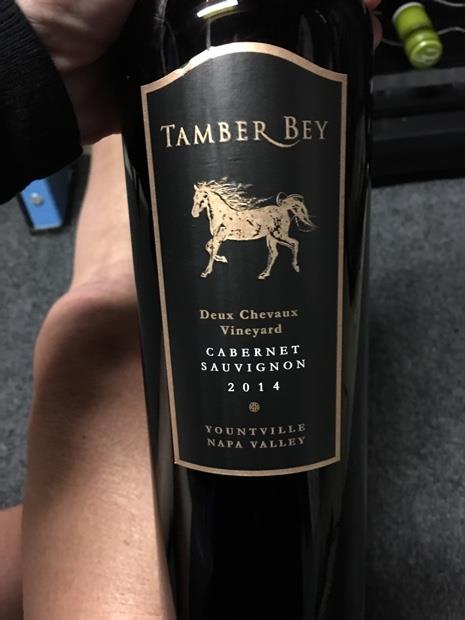 TAMBER BEY
Deux Chevaux
Vineyard
CABERNET
SAUVIGNON
2014
YOUNTVILLE
NAPA VALLEY